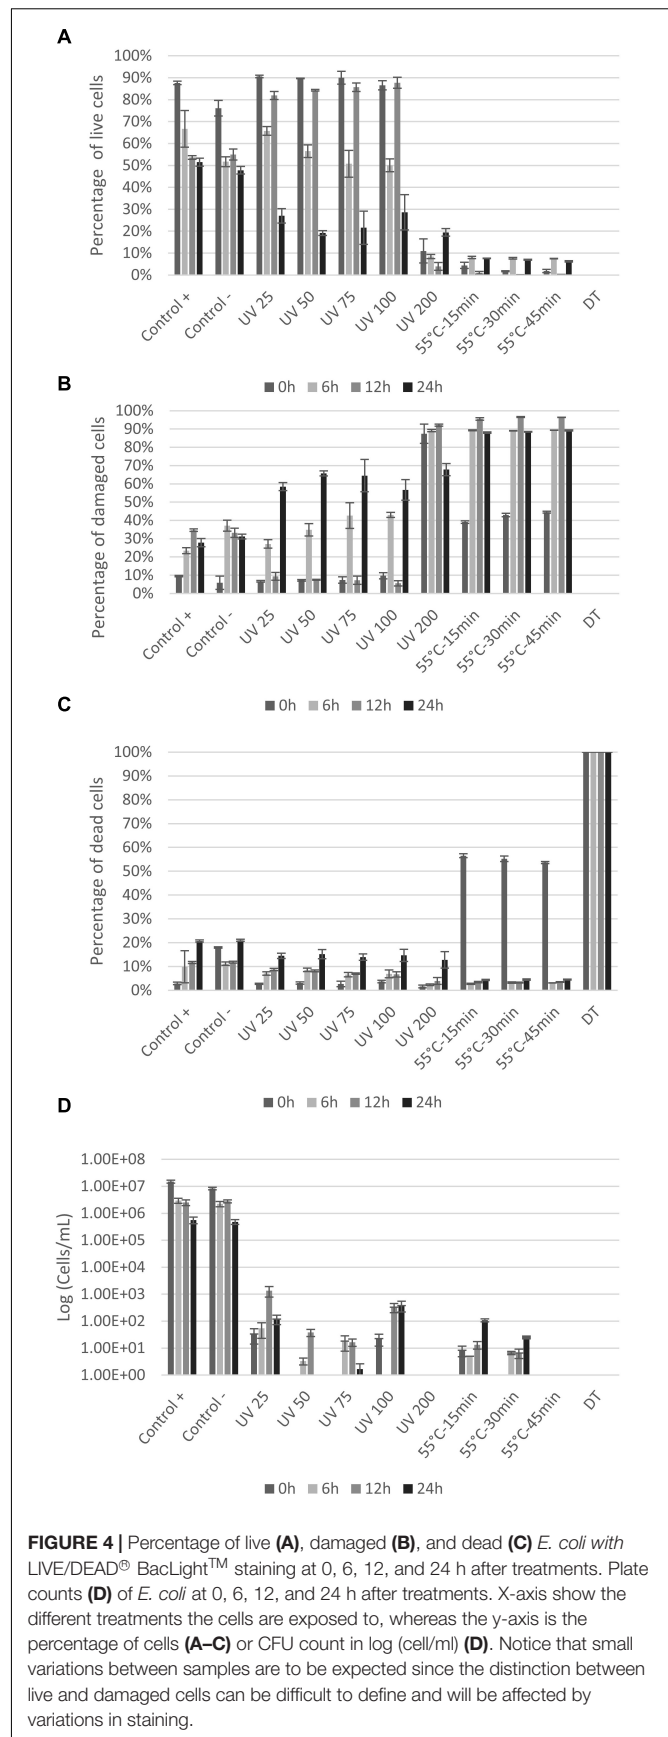 A
Percentage of live cells
100%
90%
80%
70%
60%
50%
40%
30%
20%
10%
0%
Control +
Control -
UV 25
UV 50
UV 75
UV 100
UV 200
55°C-15min
55°C-30min
55°C-45min
DT
0h 6h 12h 24h
B
Percentage of damaged cells
100%
90%
80%
70%
60%
50%
40%
30%
20%
10%
0%
Control +
Control -
UV 25
UV 50
UV 75
UV 100
UV 200
55°C-15min
55°C-30min
55°C-45min
DT
0h 6h 12h 24h
C
Percentage of dead cells
100%
90%
80%
70%
60%
50%
40%
30%
20%
10%
0%
Control +
Control -
UV 25
UV 50
UV 75
UV 100
UV 200
55°C-15min
55°C-30min
55°C-45min
DT
0h 6h 12h 24h
D
Log (Cells/mL)
1.00E+08
1.00E+07
1.00E+06
1.00E+05
1.00E+04
1.00E+03
1.00E+02
1.00E+01
1.00E+00
Control +
Control -
UV 25
UV 50
UV 75
UV 100
UV 200
55°C-15min
55°C-30min
55°C-45min
DT
0h 6h 12h 24h
FIGURE 4 | Percentage of live (A), damaged (B), and dead (C) E. coli with
LIVE/DEAD® BacLight™ staining at 0, 6, 12, and 24 h after treatments. Plate
counts (D) of E. coli at 0, 6, 12, and 24 h after treatments. X-axis show the
different treatments the cells are exposed to, whereas the y-axis is the
percentage of cells (A–C) or CFU count in log (cell/ml) (D). Notice that small
variations between samples are to be expected since the distinction between
live and damaged cells can be difficult to define and will be affected by
variations in staining.